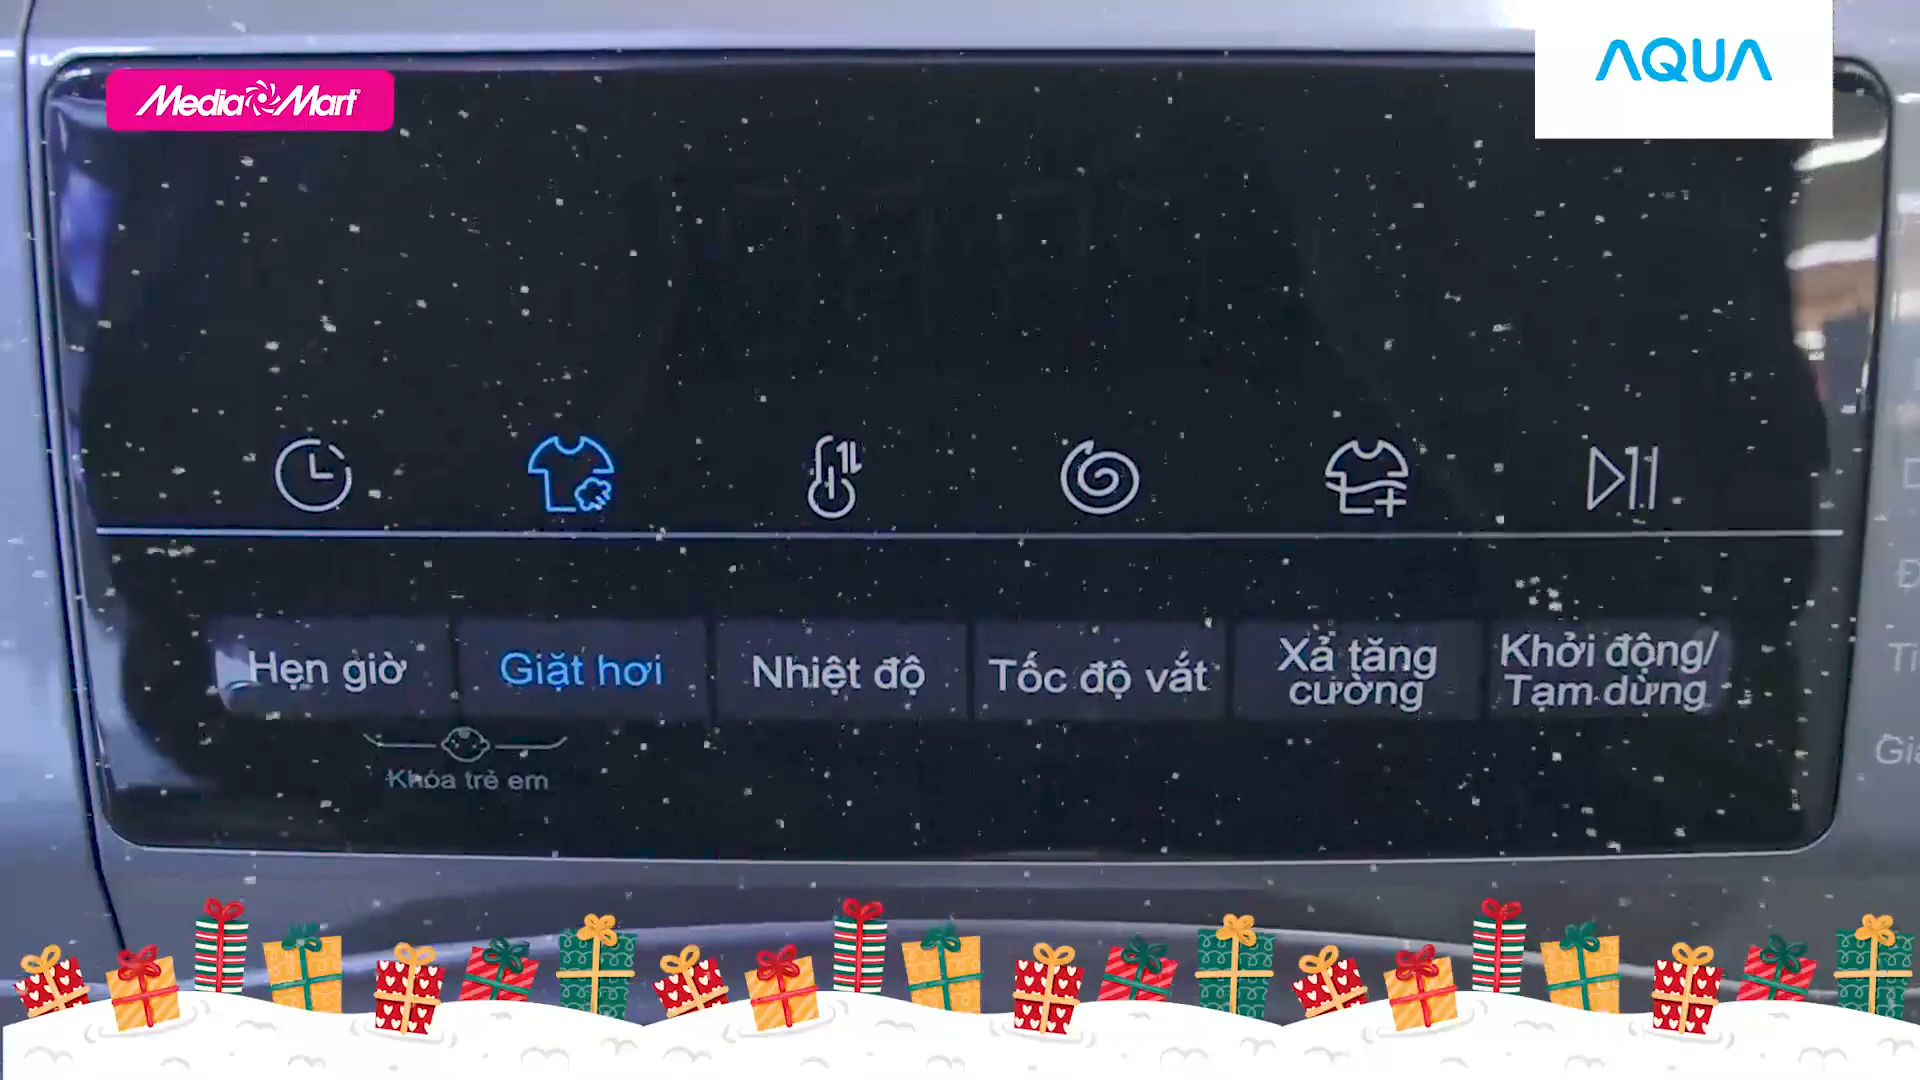 MediaMart
AQUA
Hẹn giờ
Giặt hơi
Nhiệt độ
Tốc độ vắt
Xả tăng
cường
Khởi động/
Tạm dừng
Khóa trẻ em